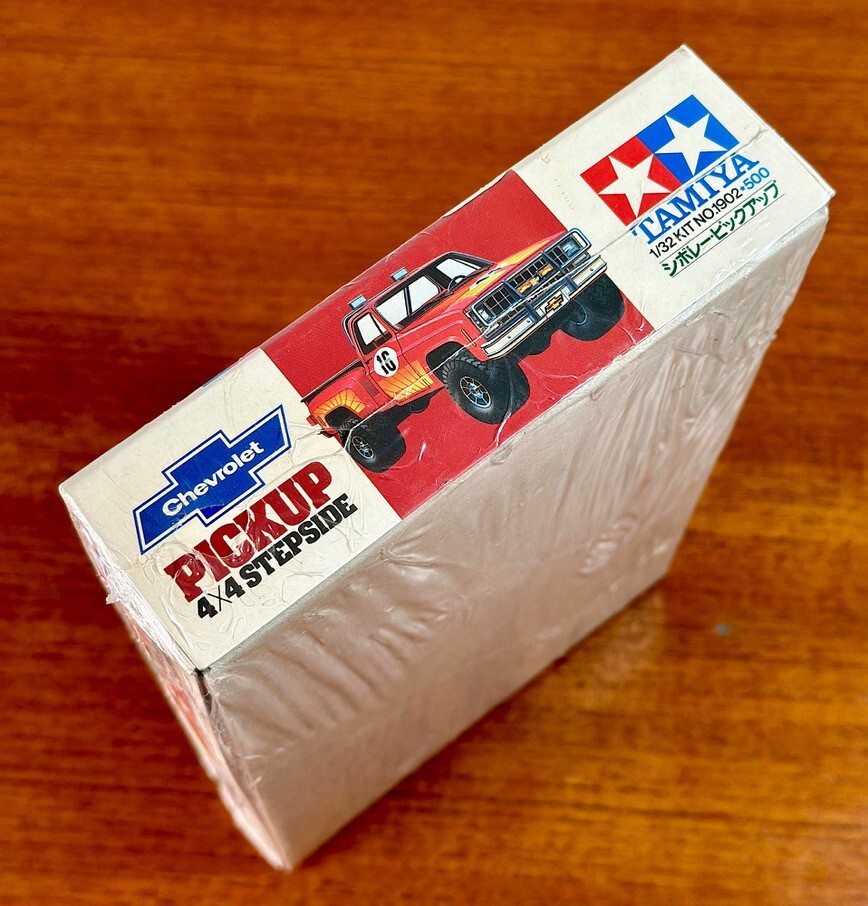 Chevrolet
PICKUP
4×4 STEPSIDE
16
TAMIYA
1/32 KIT NO.1902★500
シボレーピックアップ